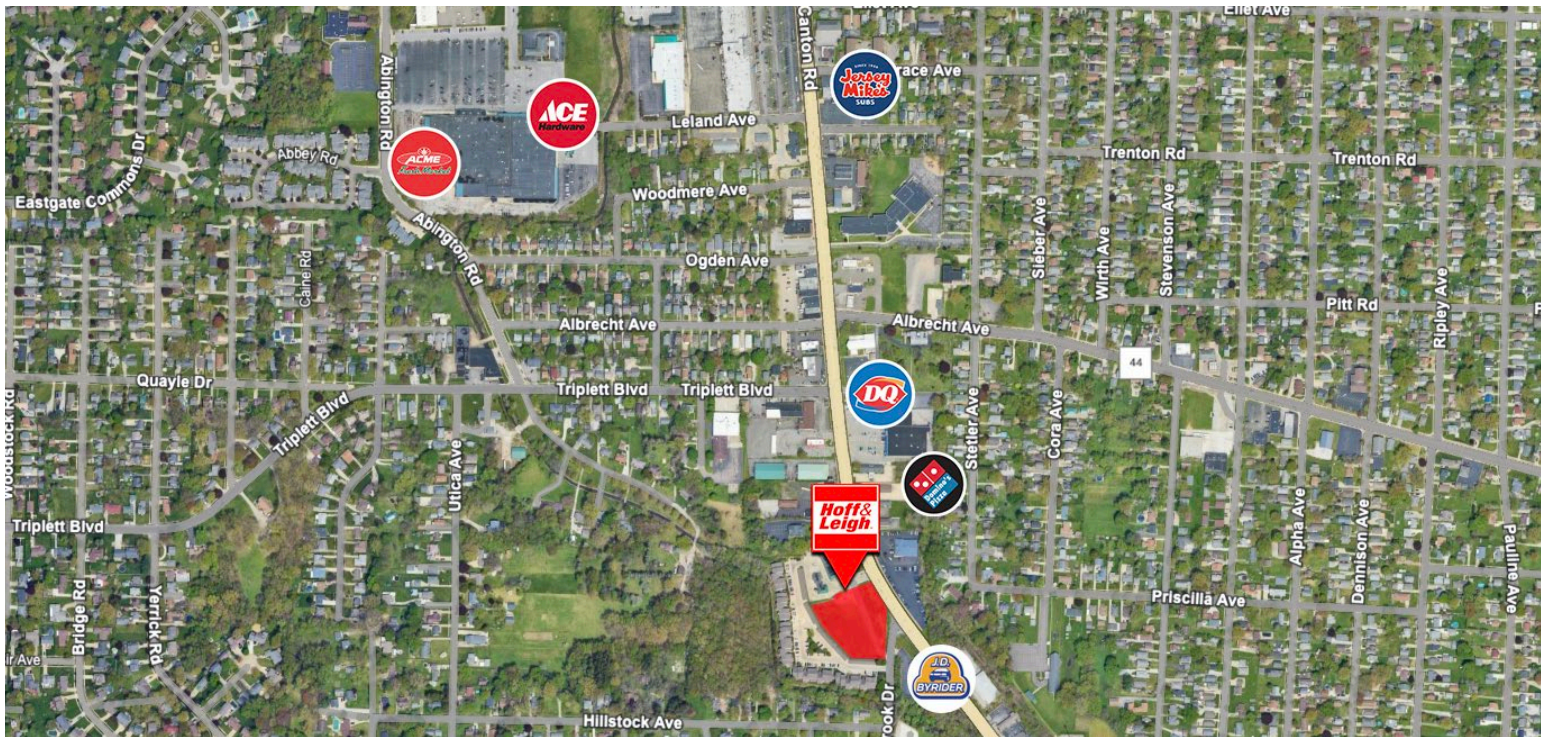 Ellet Ave
Canton Rd
SINCE 1956
Jersey
Mike's
SUBS
Abington Rd
ACE
Hardware
Leland Ave
Eastgate Commons Dr
Abbey Rd
ACME
Fresh Market
Trenton Rd
Trenton Rd
Woodmere Ave
Abington Rd
Caine Rd
Ogden Ave
Sieber Ave
Wirth Ave
Stevenson Ave
Pitt Rd
Ripley Ave
Albrecht Ave
Albrecht Ave
44
Quayle Dr
Triplett Blvd
Triplett Blvd
DQ
Woodstock Rd
Triplett Blvd
Utica Ave
Stetler Ave
Cora Ave
Domino's
Pizza
Hoff&
Leigh
Triplett Blvd
Alpha Ave
Dennison Ave
Pauline Ave
Bridge Rd
Yerrick Rd
Priscilla Ave
J.D.
BYRIDER
Hillstock Ave